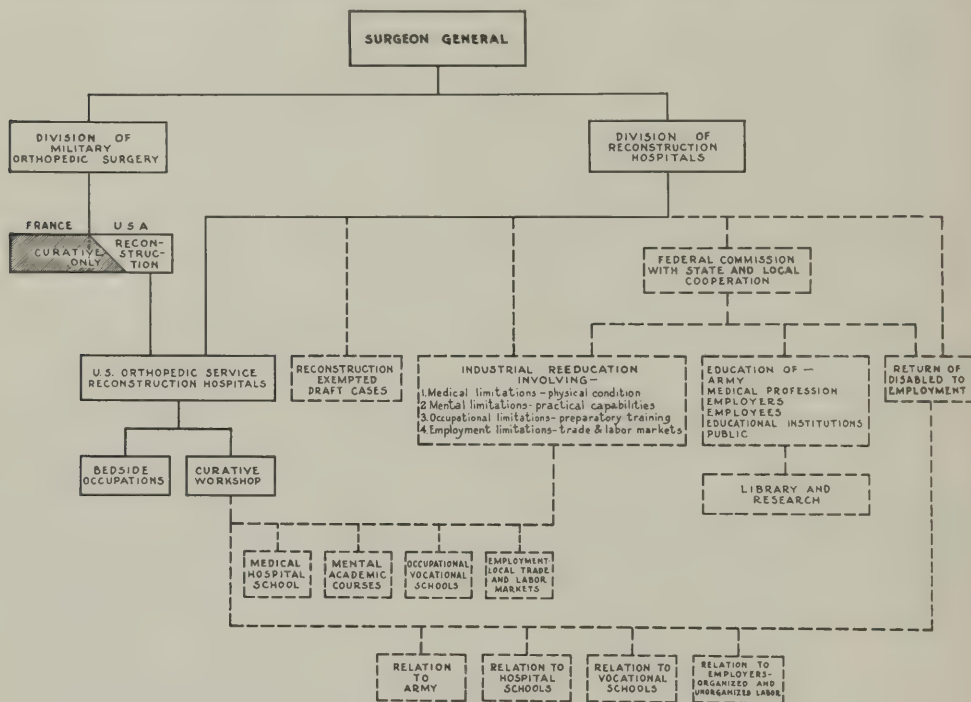 SURGEON GENERAL
DIVISION OF
MILITARY
ORTHOPEDIC SURGERY
DIVISION OF
RECONSTRUCTION
HOSPITALS
FRANCE
USA
CURATIVE
ONLY
RECON-
STRUC-
TION
FEDERAL COMMISSION
WITH STATE AND LOCAL
COOPERATION
U.S. ORTHOPEDIC SERVICE
RECONSTRUCTION HOSPITALS
RECONSTRUCTION
EXEMPTED
DRAFT CASES
INDUSTRIAL REEDUCATION
INVOLVING—
1.Medical limitations-physical condition
2 Mental limitations-practical capabilities
3.Occupational limitations-preparatory training
4.Employment limitations-trade & labor markets
EDUCATION OF —
ARMY
MEDICAL PROFESSION
EMPLOYERS
EMPLOYEES
EDUCATIONAL INSTITUTIONS
PUBLIC
RETURN OF
DISABLED TO
EMPLOYMENT
BEDSIDE
OCCUPATIONS
CURATIVE
WORKSHOP
LIBRARY AND
RESEARCH
MEDICAL
HOSPITAL
SCHOOL
MENTAL
ACADEMIC
COURSES
OCCUPATIONAL
VOCATIONAL
SCHOOLS
EMPLOYMENT-
LOCAL TRADE
AND LABOR
MARKETS
RELATION
TO
ARMY
RELATION TO
HOSPITAL
SCHOOLS
RELATION TO
VOCATIONAL
SCHOOLS
RELATION TO
EMPLOYERS-
ORGANIZED AND
UNORGANIZED LABOR